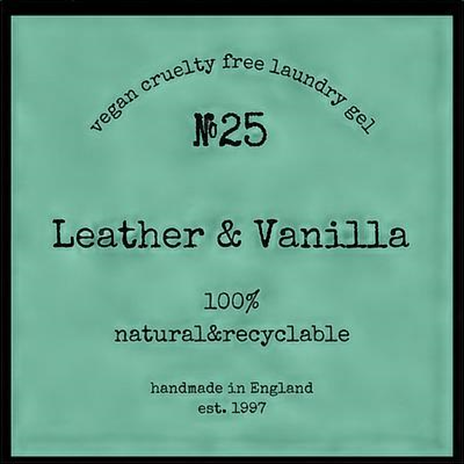 vegan cruelty free laundry gel
№25
Leather & Vanilla
100%
natural&recyclable
handmade in England
est. 1997